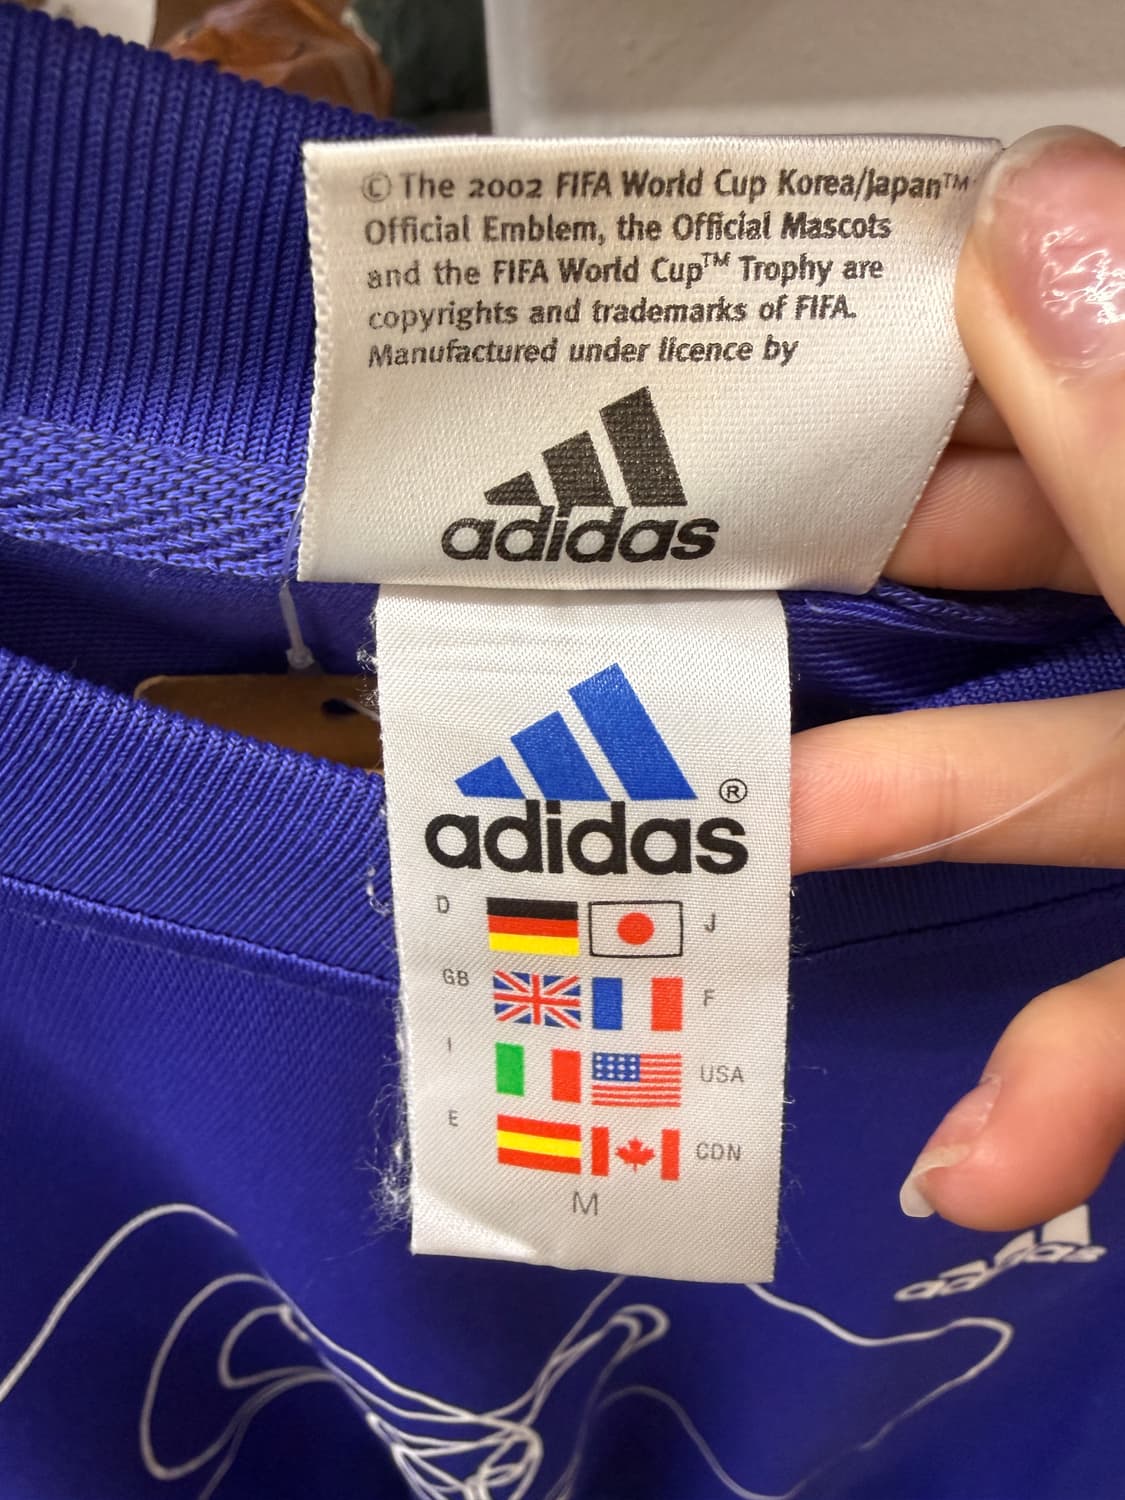 © The 2002 FIFA World Cup Korea/Japan™
Official Emblem, the Official Mascots
and the FIFA World Cup™ Trophy are
copyrights and trademarks of FIFA.
Manufactured under licence by
adidas
adidas ®
D J
GB F
I USA
E CDN
M
adidas